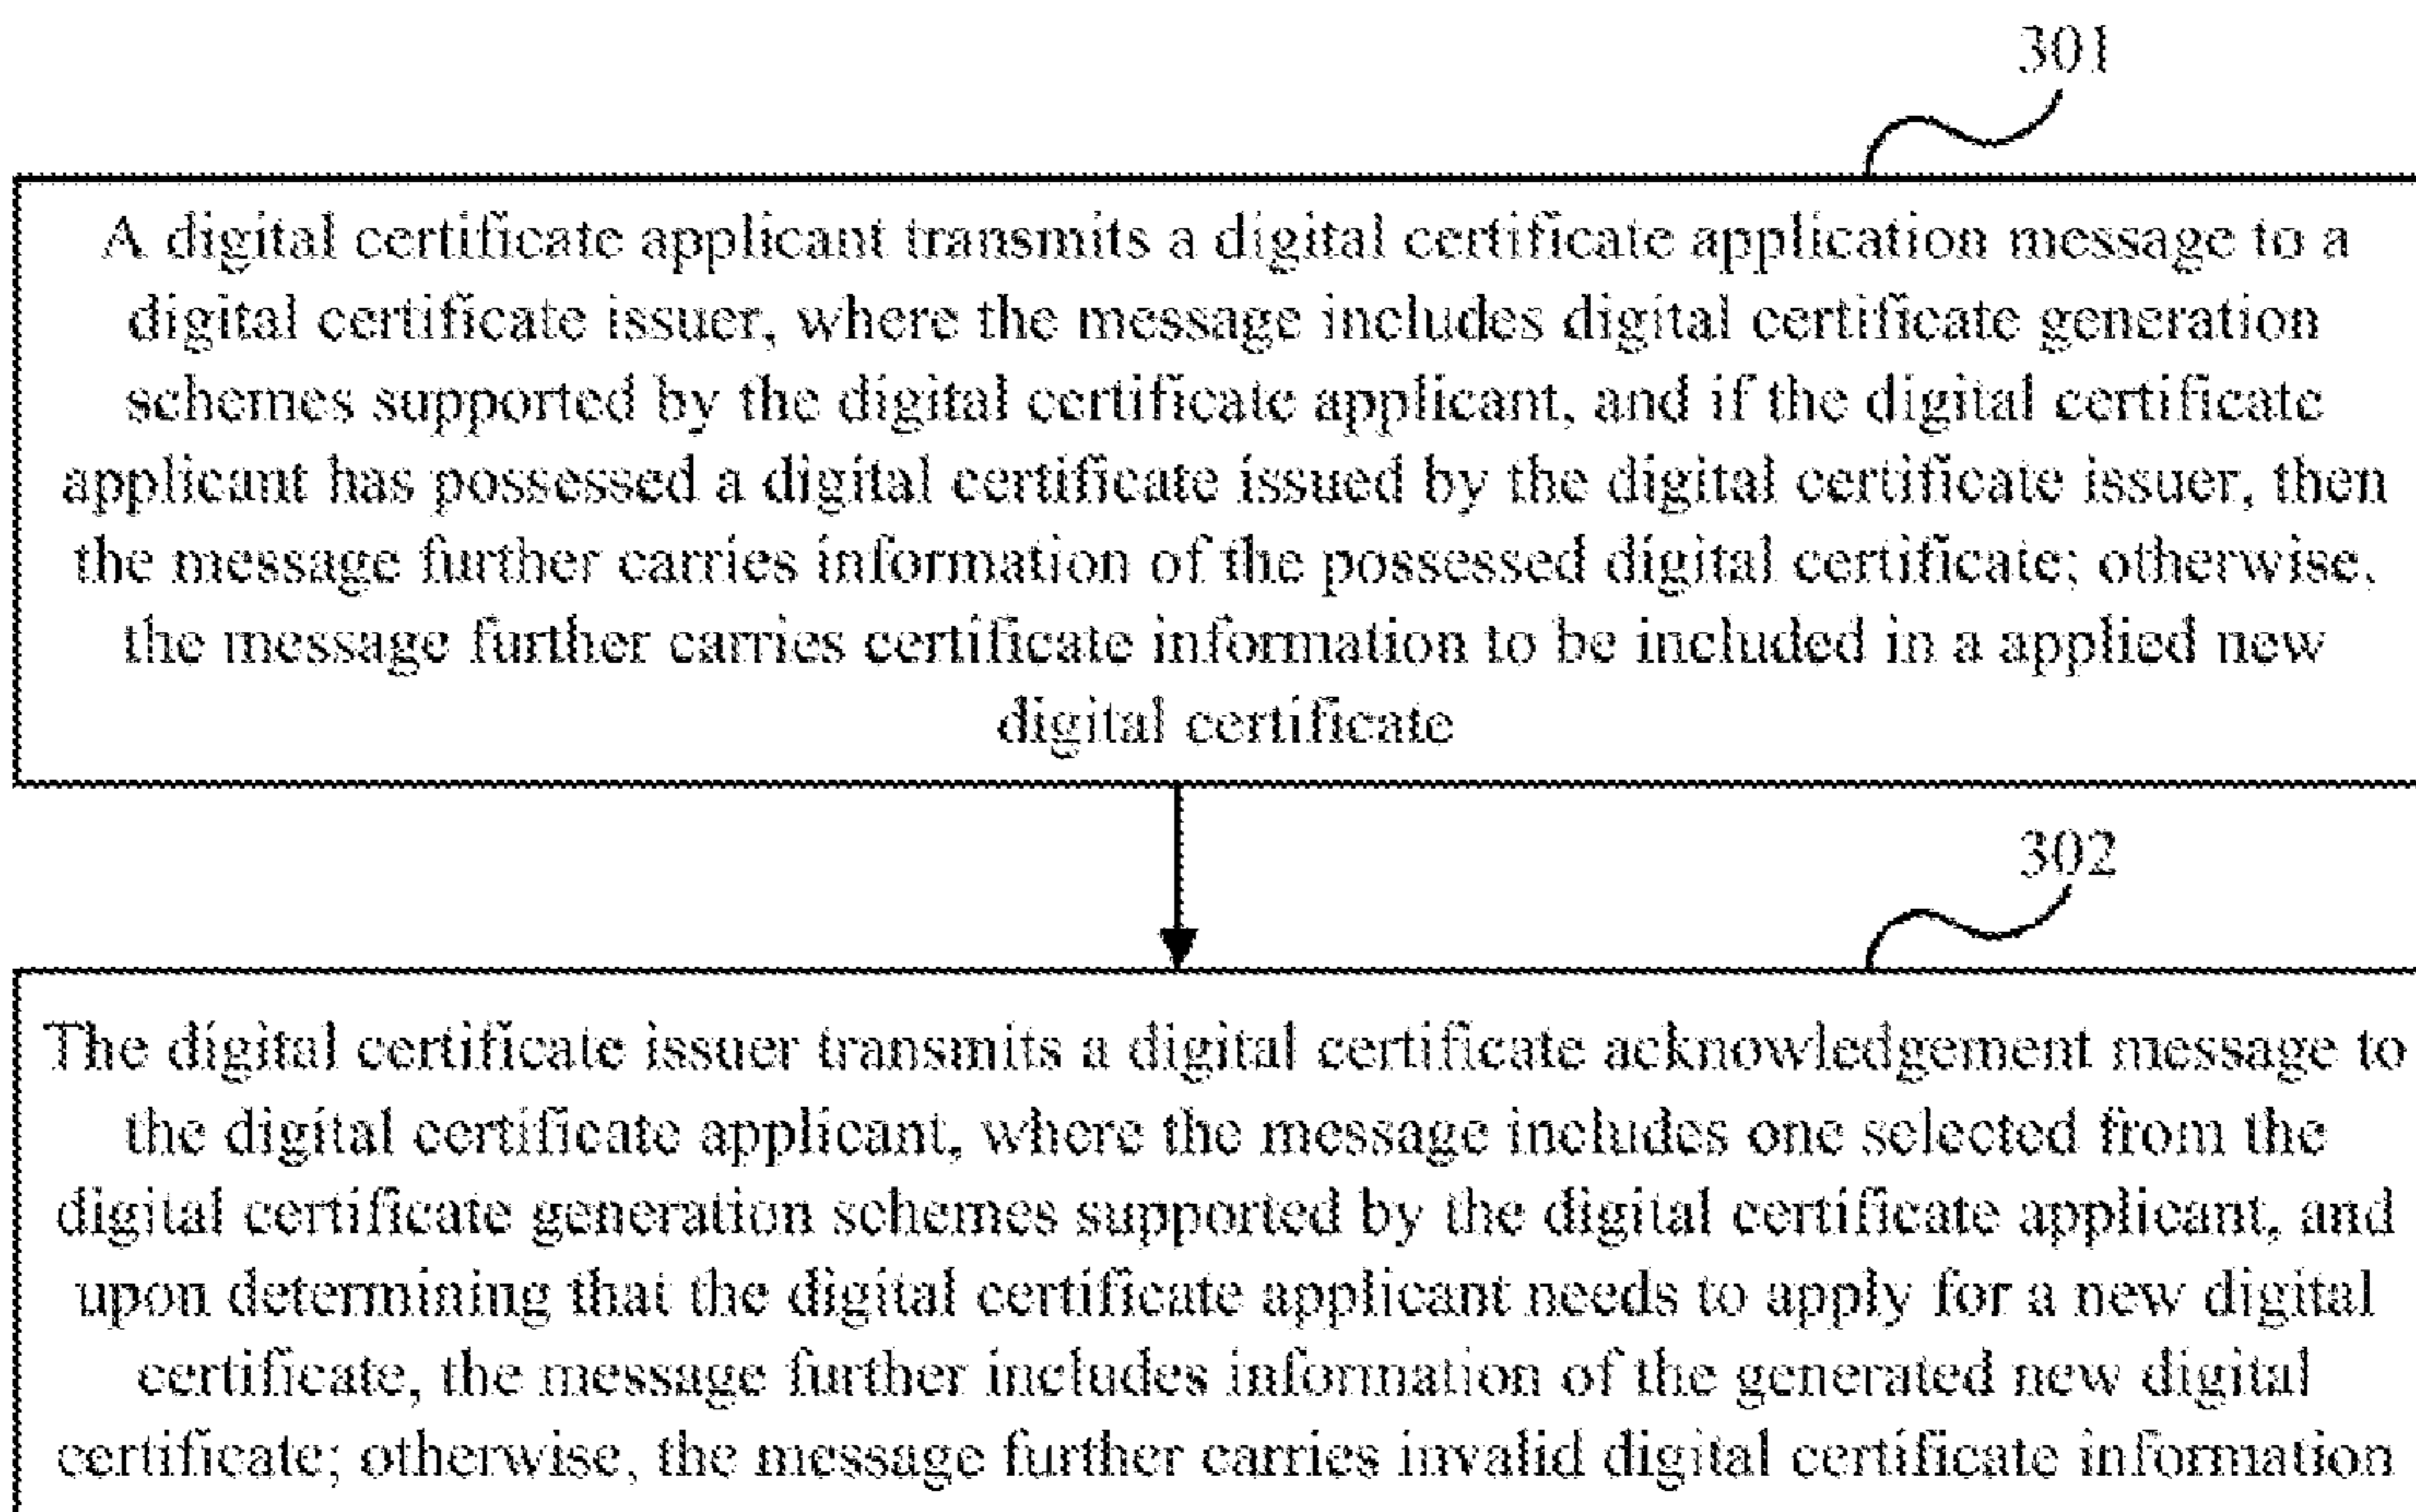 301
A digital certificate applicant transmits a digital certificate application message to a
digital certificate issuer, where the message includes digital certificate generation
schemes supported by the digital certificate applicant, and if the digital certificate
applicant has possessed a digital certificate issued by the digital certificate issuer, then
the message further carries information of the possessed digital certificate; otherwise,
the message further carries certificate information to be included in a applied new
digital certificate
302
The digital certificate issuer transmits a digital certificate acknowledgement message to
the digital certificate applicant, where the message includes one selected from the
digital certificate generation schemes supported by the digital certificate applicant, and
upon determining that the digital certificate applicant needs to apply for a new digital
certificate, the message further includes information of the generated new digital
certificate; otherwise, the message further carries invalid digital certificate information